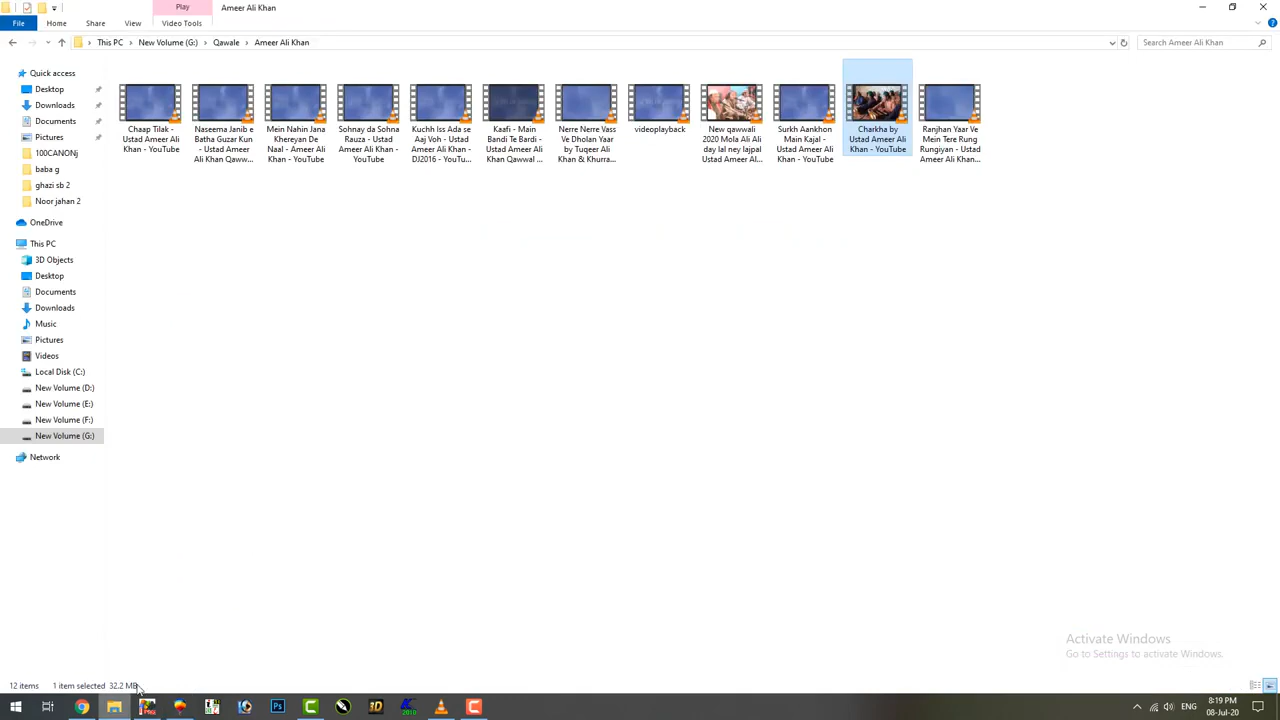 Play
Ameer Ali Khan
File
Home
Share
View
Video Tools
This PC > New Volume (G:) > Qawale > Ameer Ali Khan
Search Ameer Ali Khan
Quick access
Desktop
Downloads
Documents
Pictures
100CANONj
baba g
ghazi sb 2
Noor jahan 2
OneDrive
This PC
3D Objects
Desktop
Documents
Downloads
Music
Pictures
Videos
Local Disk (C:)
New Volume (D:)
New Volume (E:)
New Volume (F:)
New Volume (G:)
Network
Chaap Tilak -
Ustad Ameer Ali
Khan - YouTube
Naseema Janib e
Batha Guzar Kun
- Ustad Ameer
Ali Khan Qaww...
Mein Nahin Jana
Khereyan De
Naal - Ameer Ali
Khan - YouTube
Sohnay da Sohna
Rauza - Ustad
Ameer Ali Khan -
YouTube
Kuchh Iss Ada se
Aaj Voh - Ustad
Ameer Ali Khan -
DJ2016 - YouTu...
Kaafi - Main
Bandi Te Bardi -
Ustad Ameer Ali
Khan Qawwal ...
Nerre Nerre Vass
Ve Dholan Yaar
by Tuqeer Ali
Khan & Khurra...
videoplayback
New qawwali
2020 Mola Ali Ali
day lal ney lajpal
Ustad Ameer Al...
Surkh Aankhon
Main Kajal -
Ustad Ameer Ali
Khan - YouTube
Charkha by
Ustad Ameer Ali
Khan - YouTube
Ranjhan Yaar Ve
Mein Tere Rung
Rungiyan - Ustad
Ameer Ali Khan...
Activate Windows
Go to Settings to activate Windows.
12 items
1 item selected 32.2 MB
Ps
3D
2010
ENG
8:19 PM
08-Jul-20